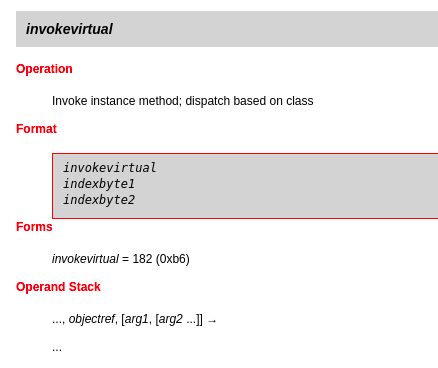 invokevirtual
Operation
Invoke instance method; dispatch based on class
Format
invokevirtual
indexbyte1
indexbyte2
Forms
invokevirtual = 182 (0xb6)
Operand Stack
..., objectref, [arg1, [arg2 ...]] →
...